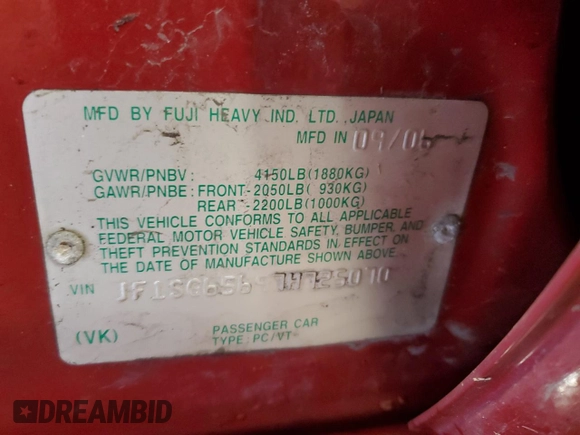 MFD BY FUJI HEAVY IND. LTD., JAPAN
MFD IN 09/06
GVWR/PNBV: 4150LB(1880KG)
GAWR/PNBE: FRONT-2050LB( 930KG)
REAR -2200LB(1000KG)
THIS VEHICLE CONFORMS TO ALL APPLICABLE
FEDERAL MOTOR VEHICLE SAFETY, BUMPER, AND
THEFT PREVENTION STANDARDS IN EFFECT ON
THE DATE OF MANUFACTURE SHOWN ABOVE.
VIN
(VK) PASSENGER CAR
TYPE: PC/VT
DREAMBID